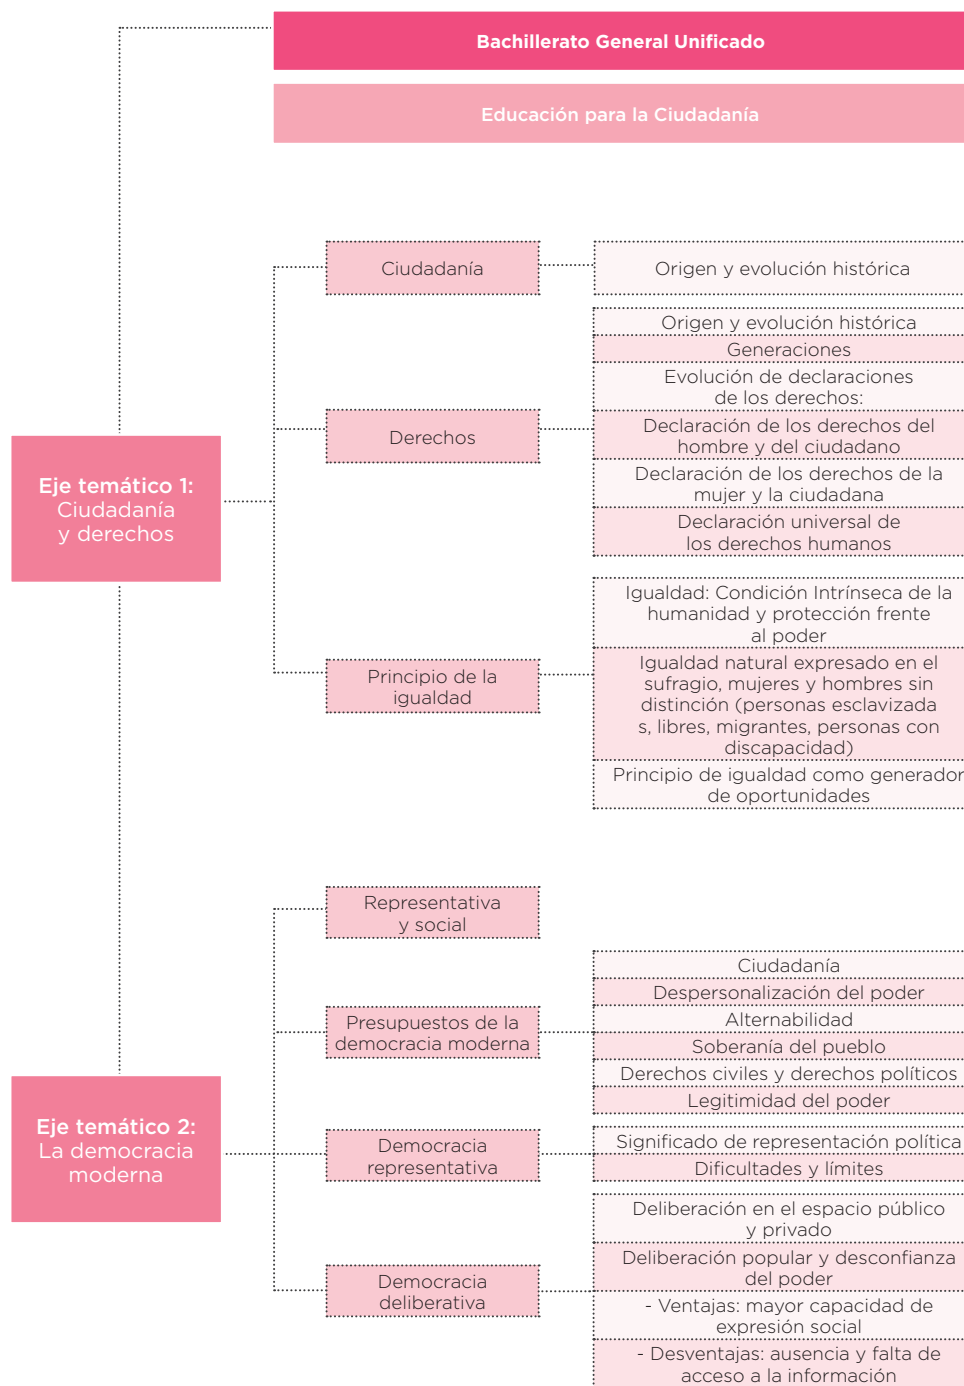 Bachillerato General Unificado
Educación para la Ciudadanía
Eje temático 1:
Ciudadanía
y derechos
Ciudadanía
Origen y evolución histórica
Derechos
Origen y evolución histórica
Generaciones
Evolución de declaraciones
de los derechos:
Declaración de los derechos del
hombre y del ciudadano
Declaración de los derechos de la
mujer y la ciudadana
Declaración universal de
los derechos humanos
Principio de la
igualdad
Igualdad: Condición Intrínseca de la
humanidad y protección frente
al poder
Igualdad natural expresado en el
sufragio, mujeres y hombres sin
distinción (personas esclavizada
s, libres, migrantes, personas con
discapacidad)
Principio de igualdad como generador
de oportunidades
Eje temático 2:
La democracia
moderna
Representativa
y social
Presupuestos de la
democracia moderna
Ciudadanía
Despersonalización del poder
Alternabilidad
Soberanía del pueblo
Derechos civiles y derechos políticos
Legitimidad del poder
Democracia
representativa
Significado de representación política
Dificultades y límites
Democracia
deliberativa
Deliberación en el espacio público
y privado
Deliberación popular y desconfianza
del poder
- Ventajas: mayor capacidad de
expresión social
- Desventajas: ausencia y falta de
acceso a la información